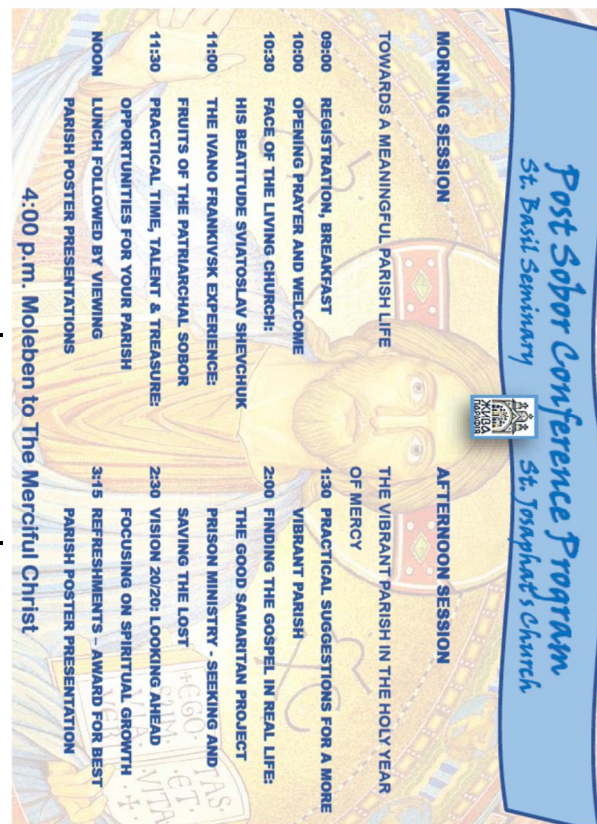 Post Sobor Conference Program
St. Basil Seminary
St. Josaphat's Church
ЖИВА
ПАРАФІЯ
MORNING SESSION
TOWARDS A MEANINGFUL PARISH LIFE
09:00 REGISTRATION, BREAKFAST
10:00 OPENING PRAYER AND WELCOME
10:30 FACE OF THE LIVING CHURCH:
HIS BEATITUDE SVIATOSLAV SHEVCHUK
11:00 THE IVANO FRANKIVSK EXPERIENCE:
FRUITS OF THE PATRIARCHAL SOBOR
11:30 PRACTICAL TIME, TALENT & TREASURE:
OPPORTUNITIES FOR YOUR PARISH
NOON LUNCH FOLLOWED BY VIEWING
PARISH POSTER PRESENTATIONS
AFTERNOON SESSION
THE VIBRANT PARISH IN THE HOLY YEAR
OF MERCY
1:30 PRACTICAL SUGGESTIONS FOR A MORE
VIBRANT PARISH
2:00 FINDING THE GOSPEL IN REAL LIFE:
THE GOOD SAMARITAN PROJECT
PRISON MINISTRY - SEEKING AND
SAVING THE LOST
2:30 VISION 20/20: LOOKING AHEAD
FOCUSING ON SPIRITUAL GROWTH
3:15 REFRESHMENTS – AWARD FOR BEST
PARISH POSTER PRESENTATION
4:00 p.m. Moleben to The Merciful Christ